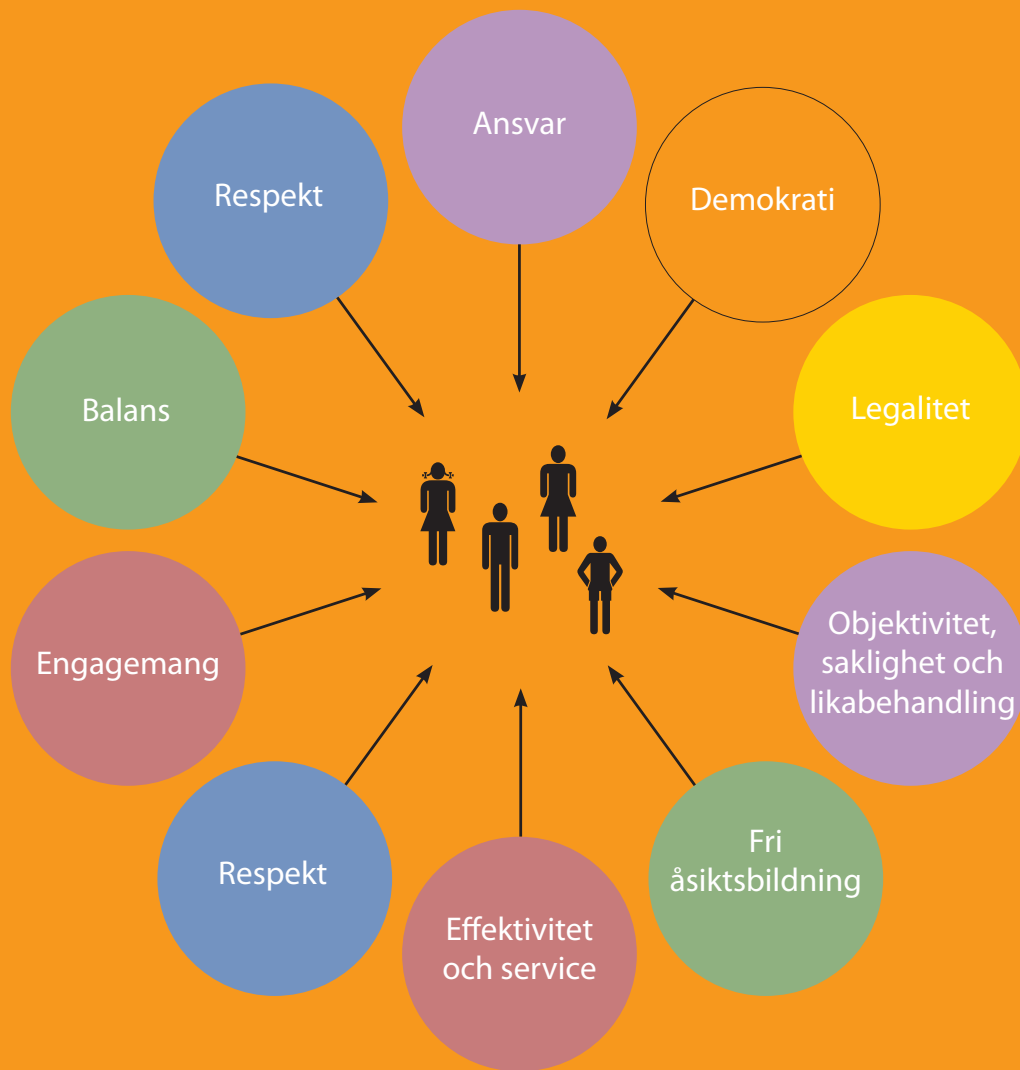 Ansvar
Respekt
Demokrati
Balans
Legalitet
Engagemang
Objektivitet,
saklighet och
likabehandling
Respekt
Fri
åsiktsbildning
Effektivitet
och service